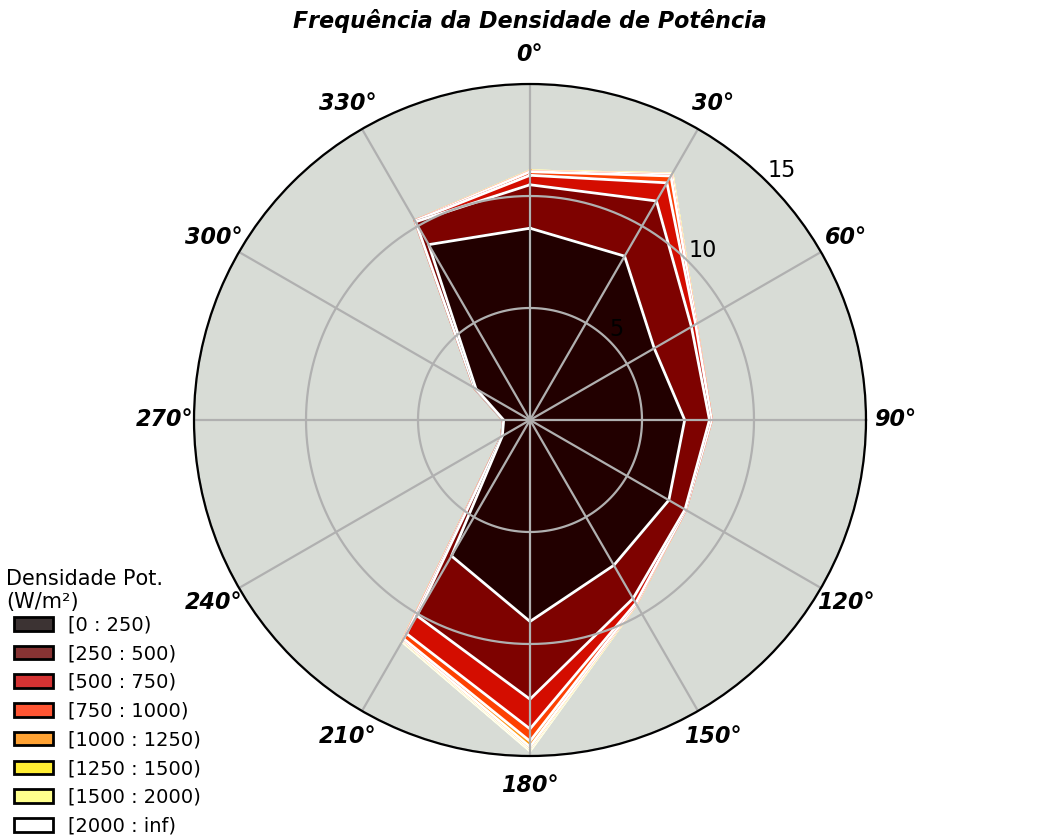 Frequência da Densidade de Potência
0°
330°
30°
15
300°
60°
10
5
270°
90°
240°
120°
210°
150°
180°
Densidade Pot.
(W/m²)
[0 : 250)
[250 : 500)
[500 : 750)
[750 : 1000)
[1000 : 1250)
[1250 : 1500)
[1500 : 2000)
[2000 : inf)